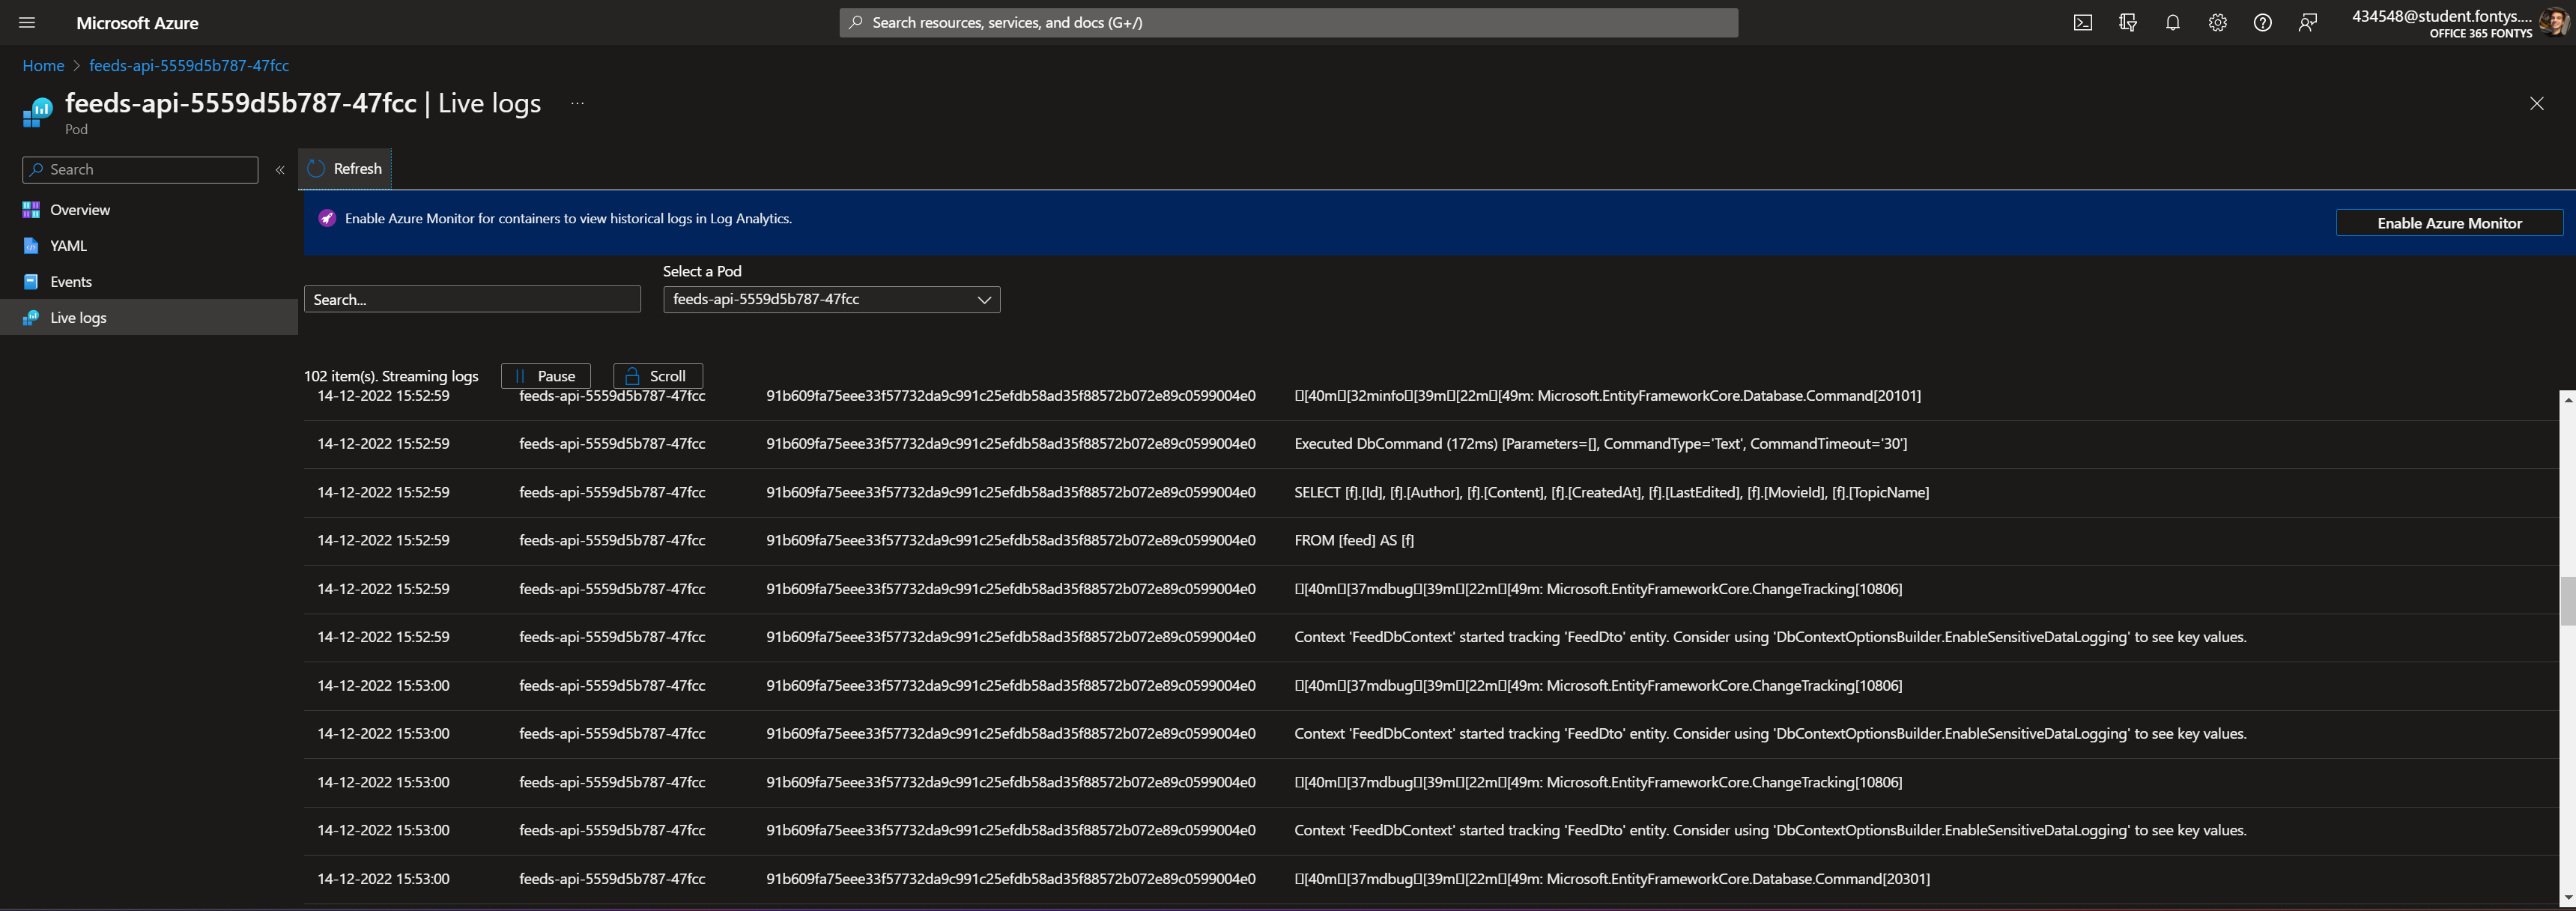 Microsoft Azure
Search resources, services, and docs (G+/)
434548@student.fontys....
OFFICE 365 FONTYS
Home > feeds-api-5559d5b787-47fcc
feeds-api-5559d5b787-47fcc | Live logs ...
Pod
Search
«
Refresh
Overview
YAML
Events
Live logs
Enable Azure Monitor for containers to view historical logs in Log Analytics.
Enable Azure Monitor
Select a Pod
Search...
feeds-api-5559d5b787-47fcc
102 item(s). Streaming logs Pause Scroll
14-12-2022 15:52:59 feeds-api-5559d5b787-47fcc 91b609fa75eee33f57732da9c991c25efdb58ad35f88572b072e89c0599004e0 [][40m[][32minfo[][39m[][22m[][49m: Microsoft.EntityFrameworkCore.Database.Command[20101]
14-12-2022 15:52:59 feeds-api-5559d5b787-47fcc 91b609fa75eee33f57732da9c991c25efdb58ad35f88572b072e89c0599004e0 Executed DbCommand (172ms) [Parameters=[], CommandType='Text', CommandTimeout='30']
14-12-2022 15:52:59 feeds-api-5559d5b787-47fcc 91b609fa75eee33f57732da9c991c25efdb58ad35f88572b072e89c0599004e0 SELECT [f].[Id], [f].[Author], [f].[Content], [f].[CreatedAt], [f].[LastEdited], [f].[MovieId], [f].[TopicName]
14-12-2022 15:52:59 feeds-api-5559d5b787-47fcc 91b609fa75eee33f57732da9c991c25efdb58ad35f88572b072e89c0599004e0 FROM [feed] AS [f]
14-12-2022 15:52:59 feeds-api-5559d5b787-47fcc 91b609fa75eee33f57732da9c991c25efdb58ad35f88572b072e89c0599004e0 [][40m[][37mdbug[][39m[][22m[][49m: Microsoft.EntityFrameworkCore.ChangeTracking[10806]
14-12-2022 15:52:59 feeds-api-5559d5b787-47fcc 91b609fa75eee33f57732da9c991c25efdb58ad35f88572b072e89c0599004e0 Context 'FeedDbContext' started tracking 'FeedDto' entity. Consider using 'DbContextOptionsBuilder.EnableSensitiveDataLogging' to see key values.
14-12-2022 15:53:00 feeds-api-5559d5b787-47fcc 91b609fa75eee33f57732da9c991c25efdb58ad35f88572b072e89c0599004e0 [][40m[][37mdbug[][39m[][22m[][49m: Microsoft.EntityFrameworkCore.ChangeTracking[10806]
14-12-2022 15:53:00 feeds-api-5559d5b787-47fcc 91b609fa75eee33f57732da9c991c25efdb58ad35f88572b072e89c0599004e0 Context 'FeedDbContext' started tracking 'FeedDto' entity. Consider using 'DbContextOptionsBuilder.EnableSensitiveDataLogging' to see key values.
14-12-2022 15:53:00 feeds-api-5559d5b787-47fcc 91b609fa75eee33f57732da9c991c25efdb58ad35f88572b072e89c0599004e0 [][40m[][37mdbug[][39m[][22m[][49m: Microsoft.EntityFrameworkCore.ChangeTracking[10806]
14-12-2022 15:53:00 feeds-api-5559d5b787-47fcc 91b609fa75eee33f57732da9c991c25efdb58ad35f88572b072e89c0599004e0 Context 'FeedDbContext' started tracking 'FeedDto' entity. Consider using 'DbContextOptionsBuilder.EnableSensitiveDataLogging' to see key values.
14-12-2022 15:53:00 feeds-api-5559d5b787-47fcc 91b609fa75eee33f57732da9c991c25efdb58ad35f88572b072e89c0599004e0 [][40m[][37mdbug[][39m[][22m[][49m: Microsoft.EntityFrameworkCore.Database.Command[20301]